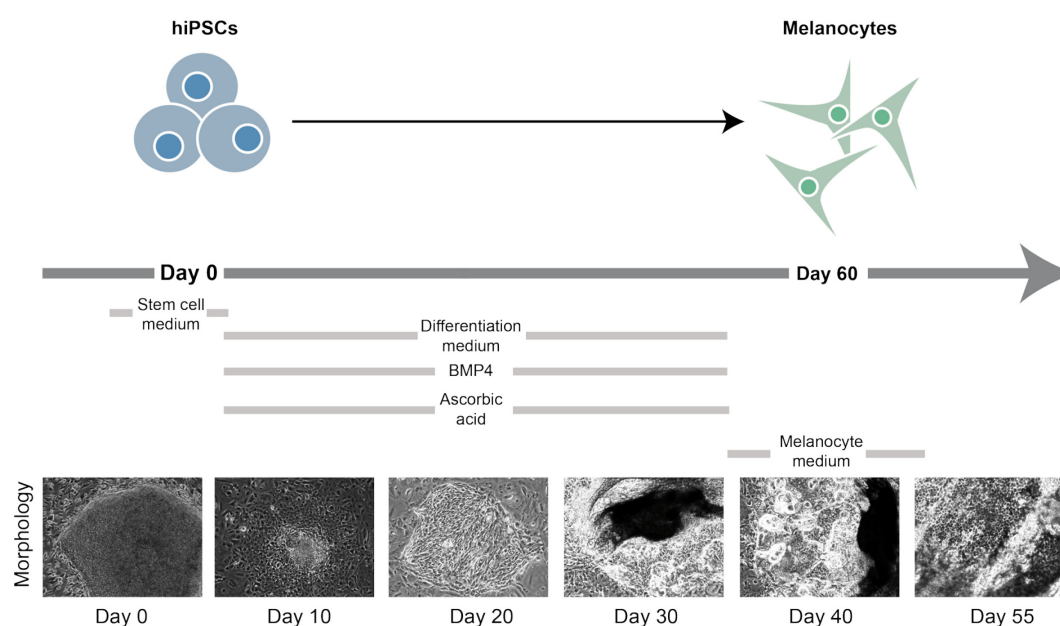 hiPSCs
Melanocytes
Day 0
Day 60
Stem cell
medium
Differentiation
medium
BMP4
Ascorbic
acid
Melanocyte
medium
Morphology
Day 0
Day 10
Day 20
Day 30
Day 40
Day 55